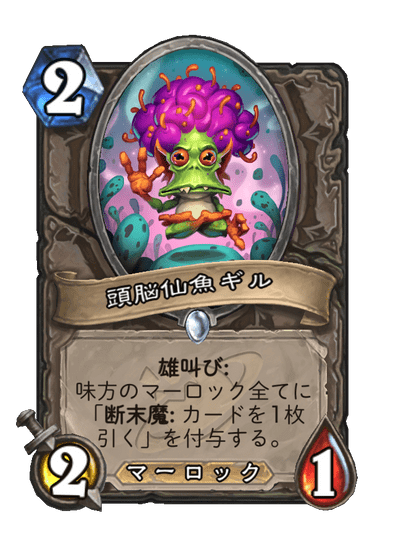 2
頭脳仙魚ギル
雄叫び:
味方のマーロック全てに
「断末魔: カードを1枚
引く」を付与する。
2
マーロック
1